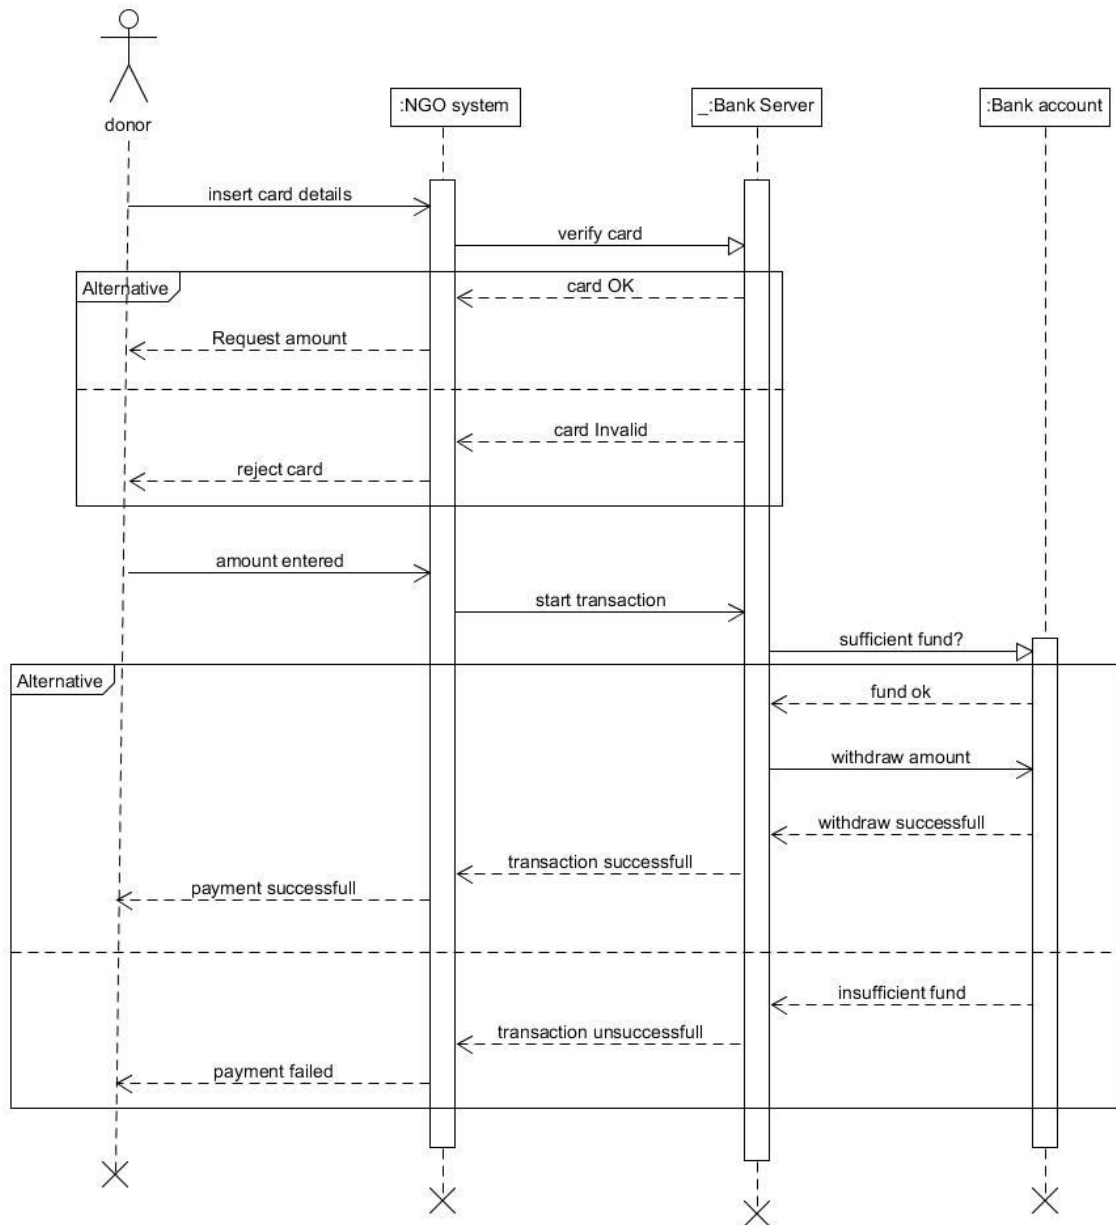 donor
:NGO system
_:Bank Server
:Bank account
insert card details
verify card
Alternative
card OK
Request amount
card Invalid
reject card
amount entered
start transaction
sufficient fund?
Alternative
fund ok
withdraw amount
withdraw successfull
transaction successfull
payment successfull
insufficient fund
transaction unsuccessfull
payment failed